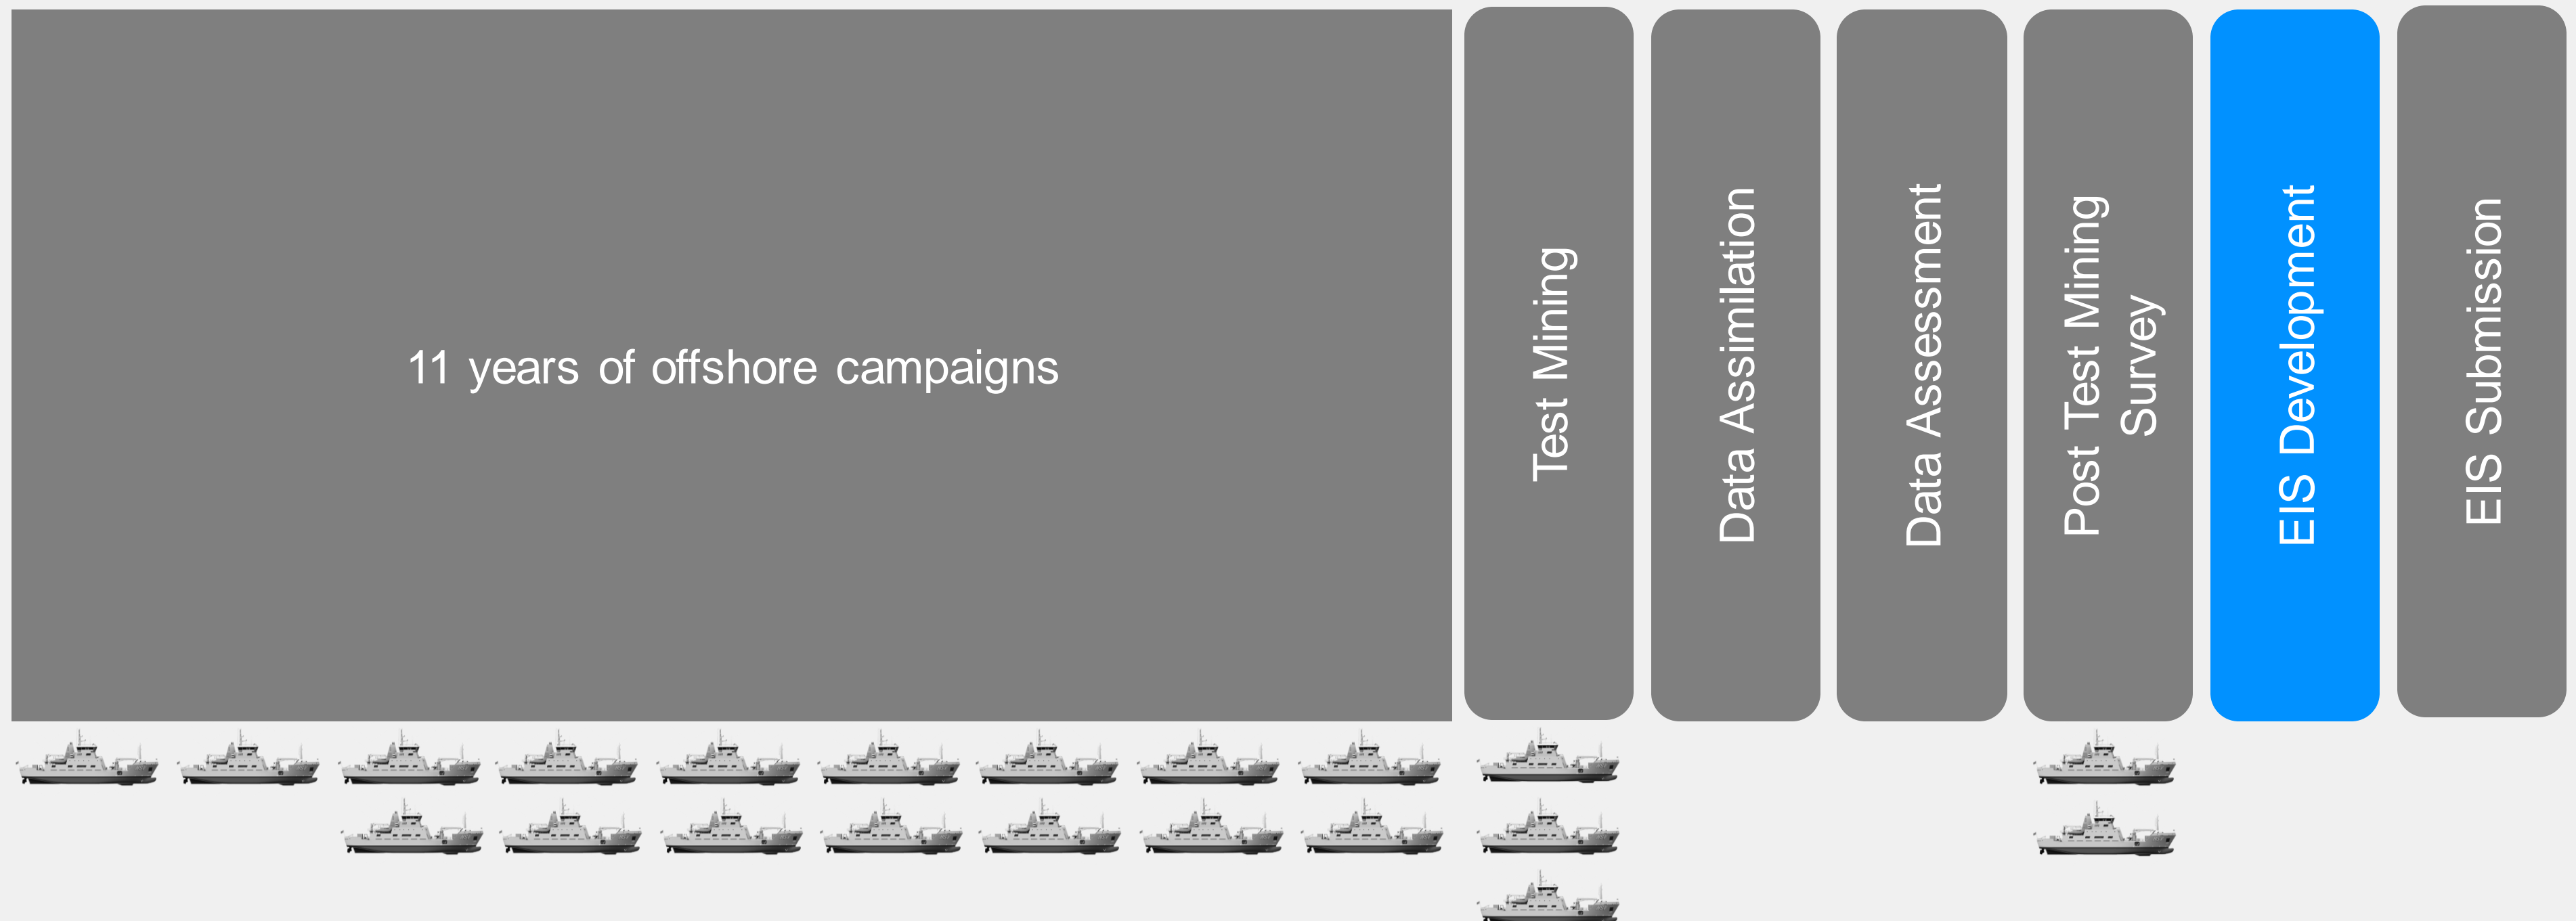 11 years of offshore campaigns
Test Mining
Data Assimilation
Data Assessment
Post Test Mining
Survey
EIS Development
EIS Submission